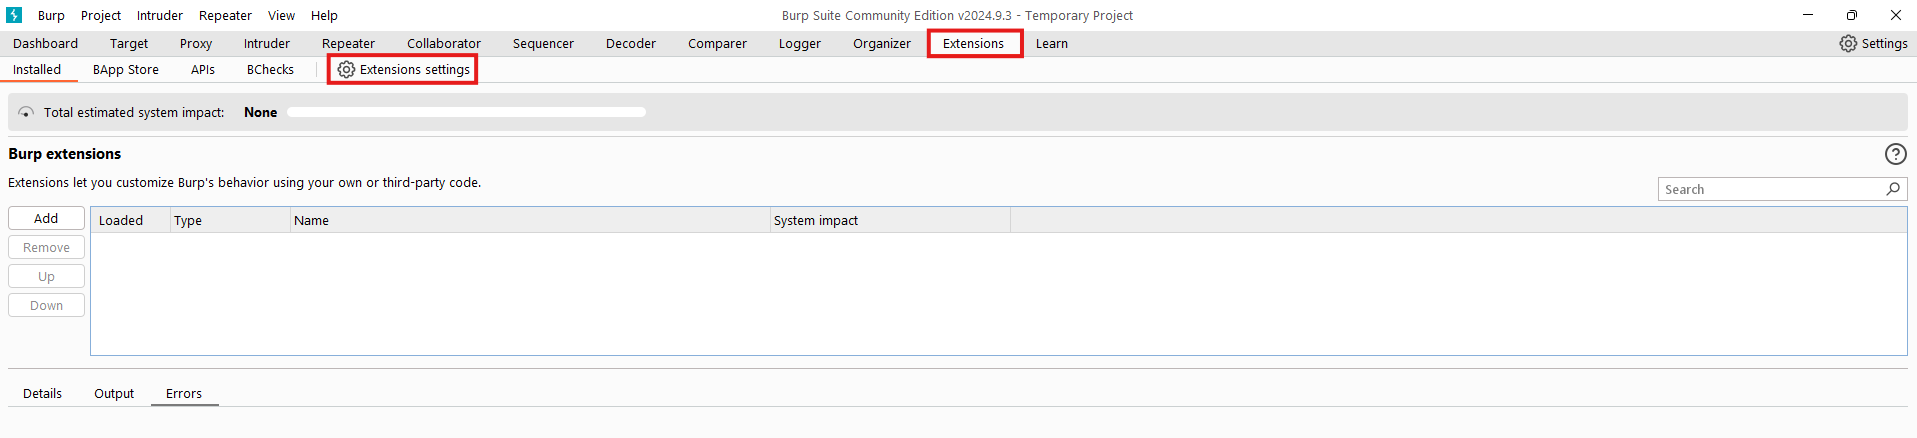 Burp Project Intruder Repeater View Help Burp Suite Community Edition v2024.9.3 - Temporary Project
Dashboard Target Proxy Intruder Repeater Collaborator Sequencer Decoder Comparer Logger Organizer Extensions Learn Settings
Installed BApp Store APIs BChecks Extensions settings
Total estimated system impact: None
Burp extensions
Extensions let you customize Burp's behavior using your own or third-party code.
Search
Add Loaded Type Name System impact
Remove
Up
Down
Details Output Errors